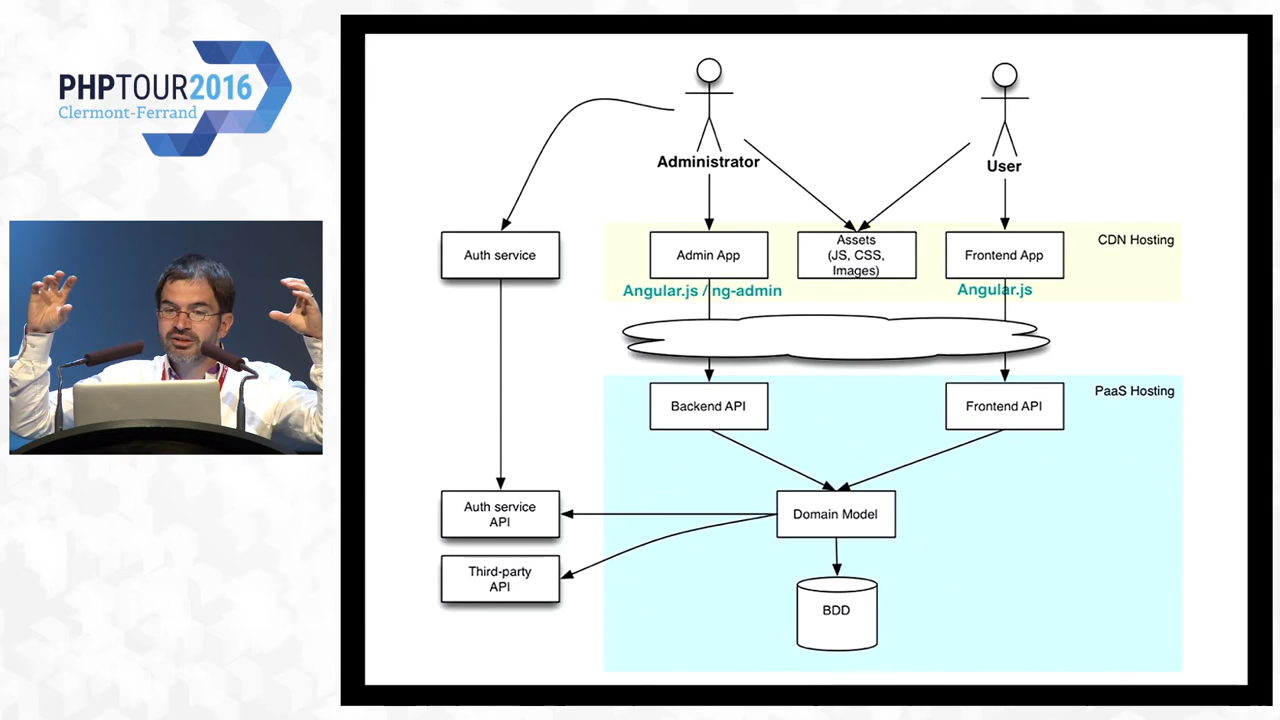 PHPTOUR2016
Clermont-Ferrand
Administrator
User
Auth service
Admin App
Assets
(JS, CSS,
Images)
Frontend App
CDN Hosting
Angular.js / ng-admin
Angular.js
Backend API
Frontend API
PaaS Hosting
Auth service
API
Domain Model
Third-party
API
BDD